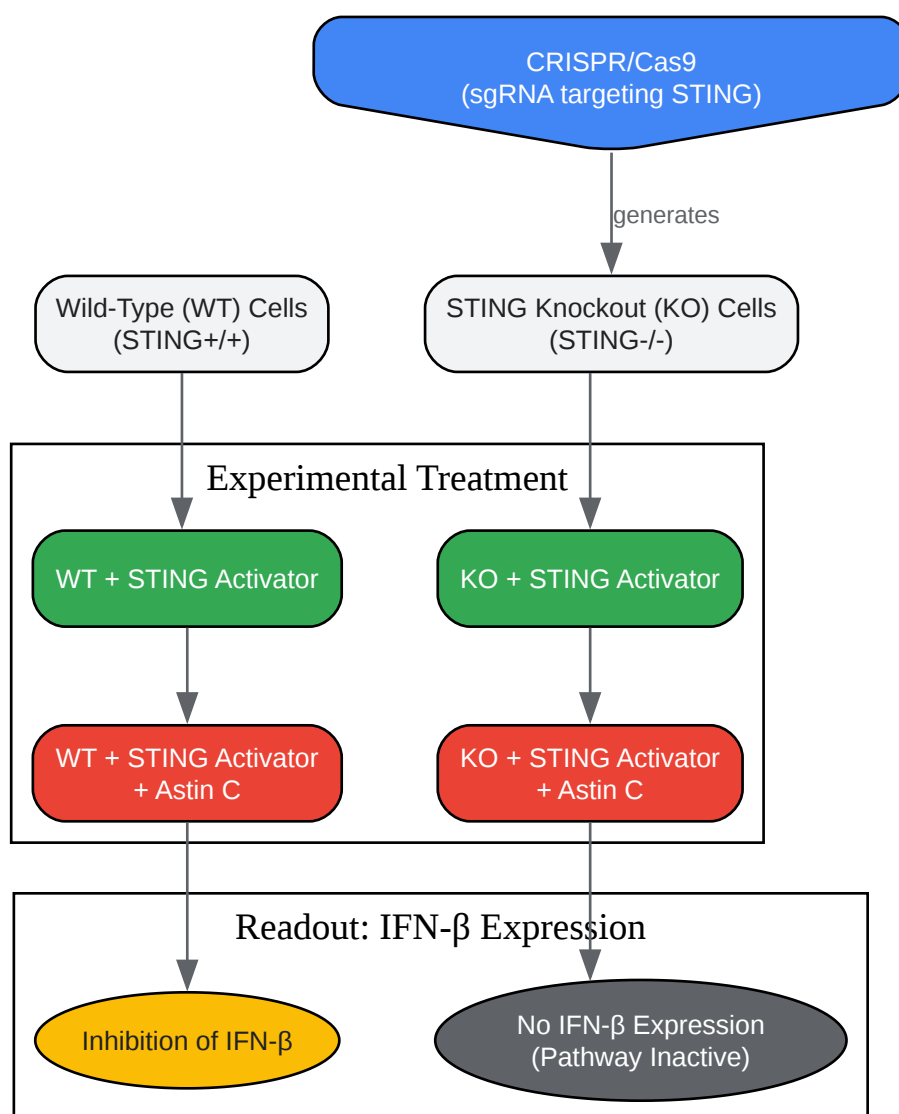 CRISPR/Cas9
(sgRNA targeting STING)
generates
Wild-Type (WT) Cells
(STING+/+)
STING Knockout (KO) Cells
(STING-/-)
Experimental Treatment
WT + STING Activator
KO + STING Activator
WT + STING Activator
+ Astin C
KO + STING Activator
+ Astin C
Readout: IFN-β Expression
Inhibition of IFN-β
No IFN-β Expression
(Pathway Inactive)